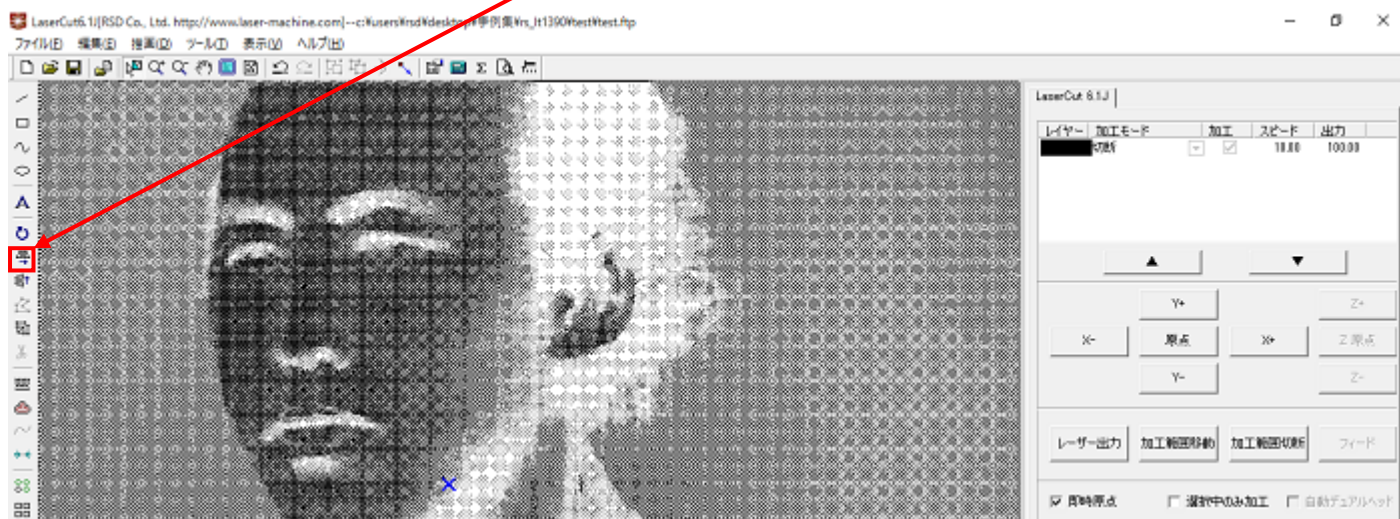 LaserCut6.1J[RSD Co., Ltd. http://www.laser-machine.com]--c:¥users¥rsd¥desktop¥事例集¥rs_lt1390¥test¥test.ftp
ファイル(F) 編集(E) 描画(D) ツール(T) 表示(V) ヘルプ(H)
LaserCut 6.1J
レイヤー 加工モード 加工 スピード 出力
切断 10.00 100.00
▲ ▼
Y+ Z+
X- 原点 X+ Z 原点
Y- Z-
レーザー出力 加工範囲移動 加工範囲切断 フィード
即時原点 選択中のみ加工 自動デュアルヘッド